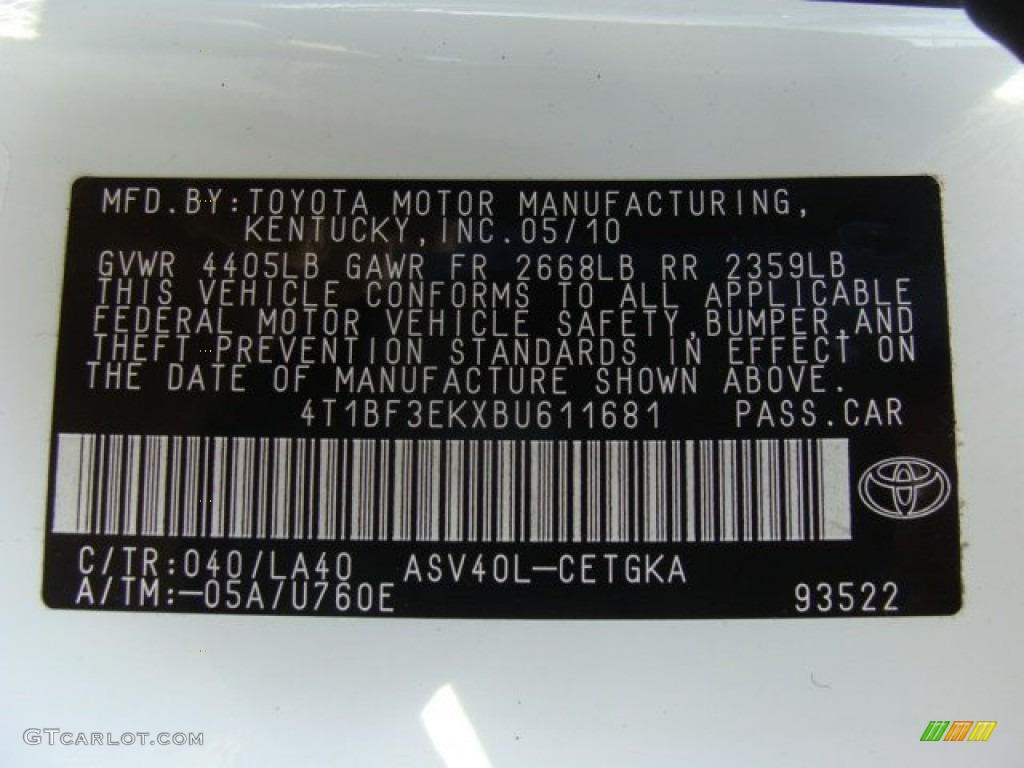 MFD.BY:TOYOTA MOTOR MANUFACTURING,
KENTUCKY,INC.05/10
GVWR 4405LB GAWR FR 2668LB RR 2359LB
THIS VEHICLE CONFORMS TO ALL APPLICABLE
FEDERAL MOTOR VEHICLE SAFETY,BUMPER,AND
THEFT PREVENTION STANDARDS IN EFFECT ON
THE DATE OF MANUFACTURE SHOWN ABOVE.
4T1BF3EKXBU611681 PASS.CAR
C/TR:040/LA40 ASV40L-CETGKA
A/TM:-05A/U760E 93522
GTCARLOT.COM